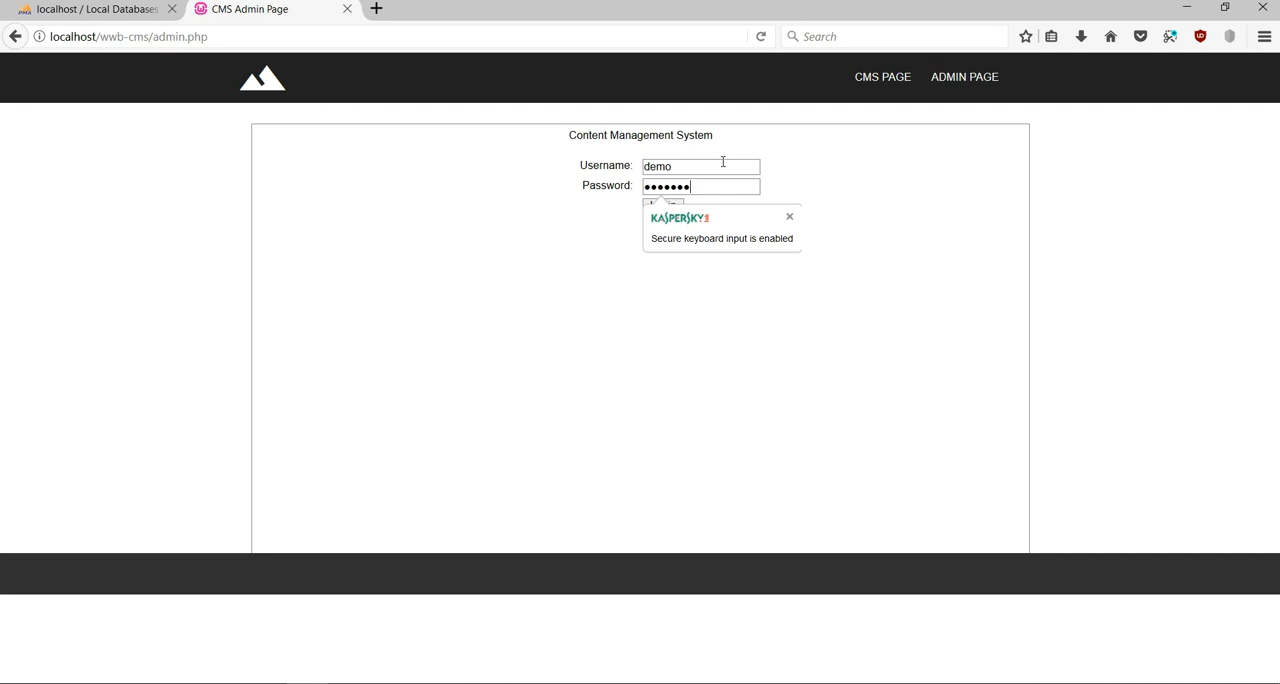 localhost / Local Databases
CMS Admin Page
localhost/wwb-cms/admin.php
Search
CMS PAGE ADMIN PAGE
Content Management System
Username: demo
Password: •••••••
KASPERSKY
Secure keyboard input is enabled